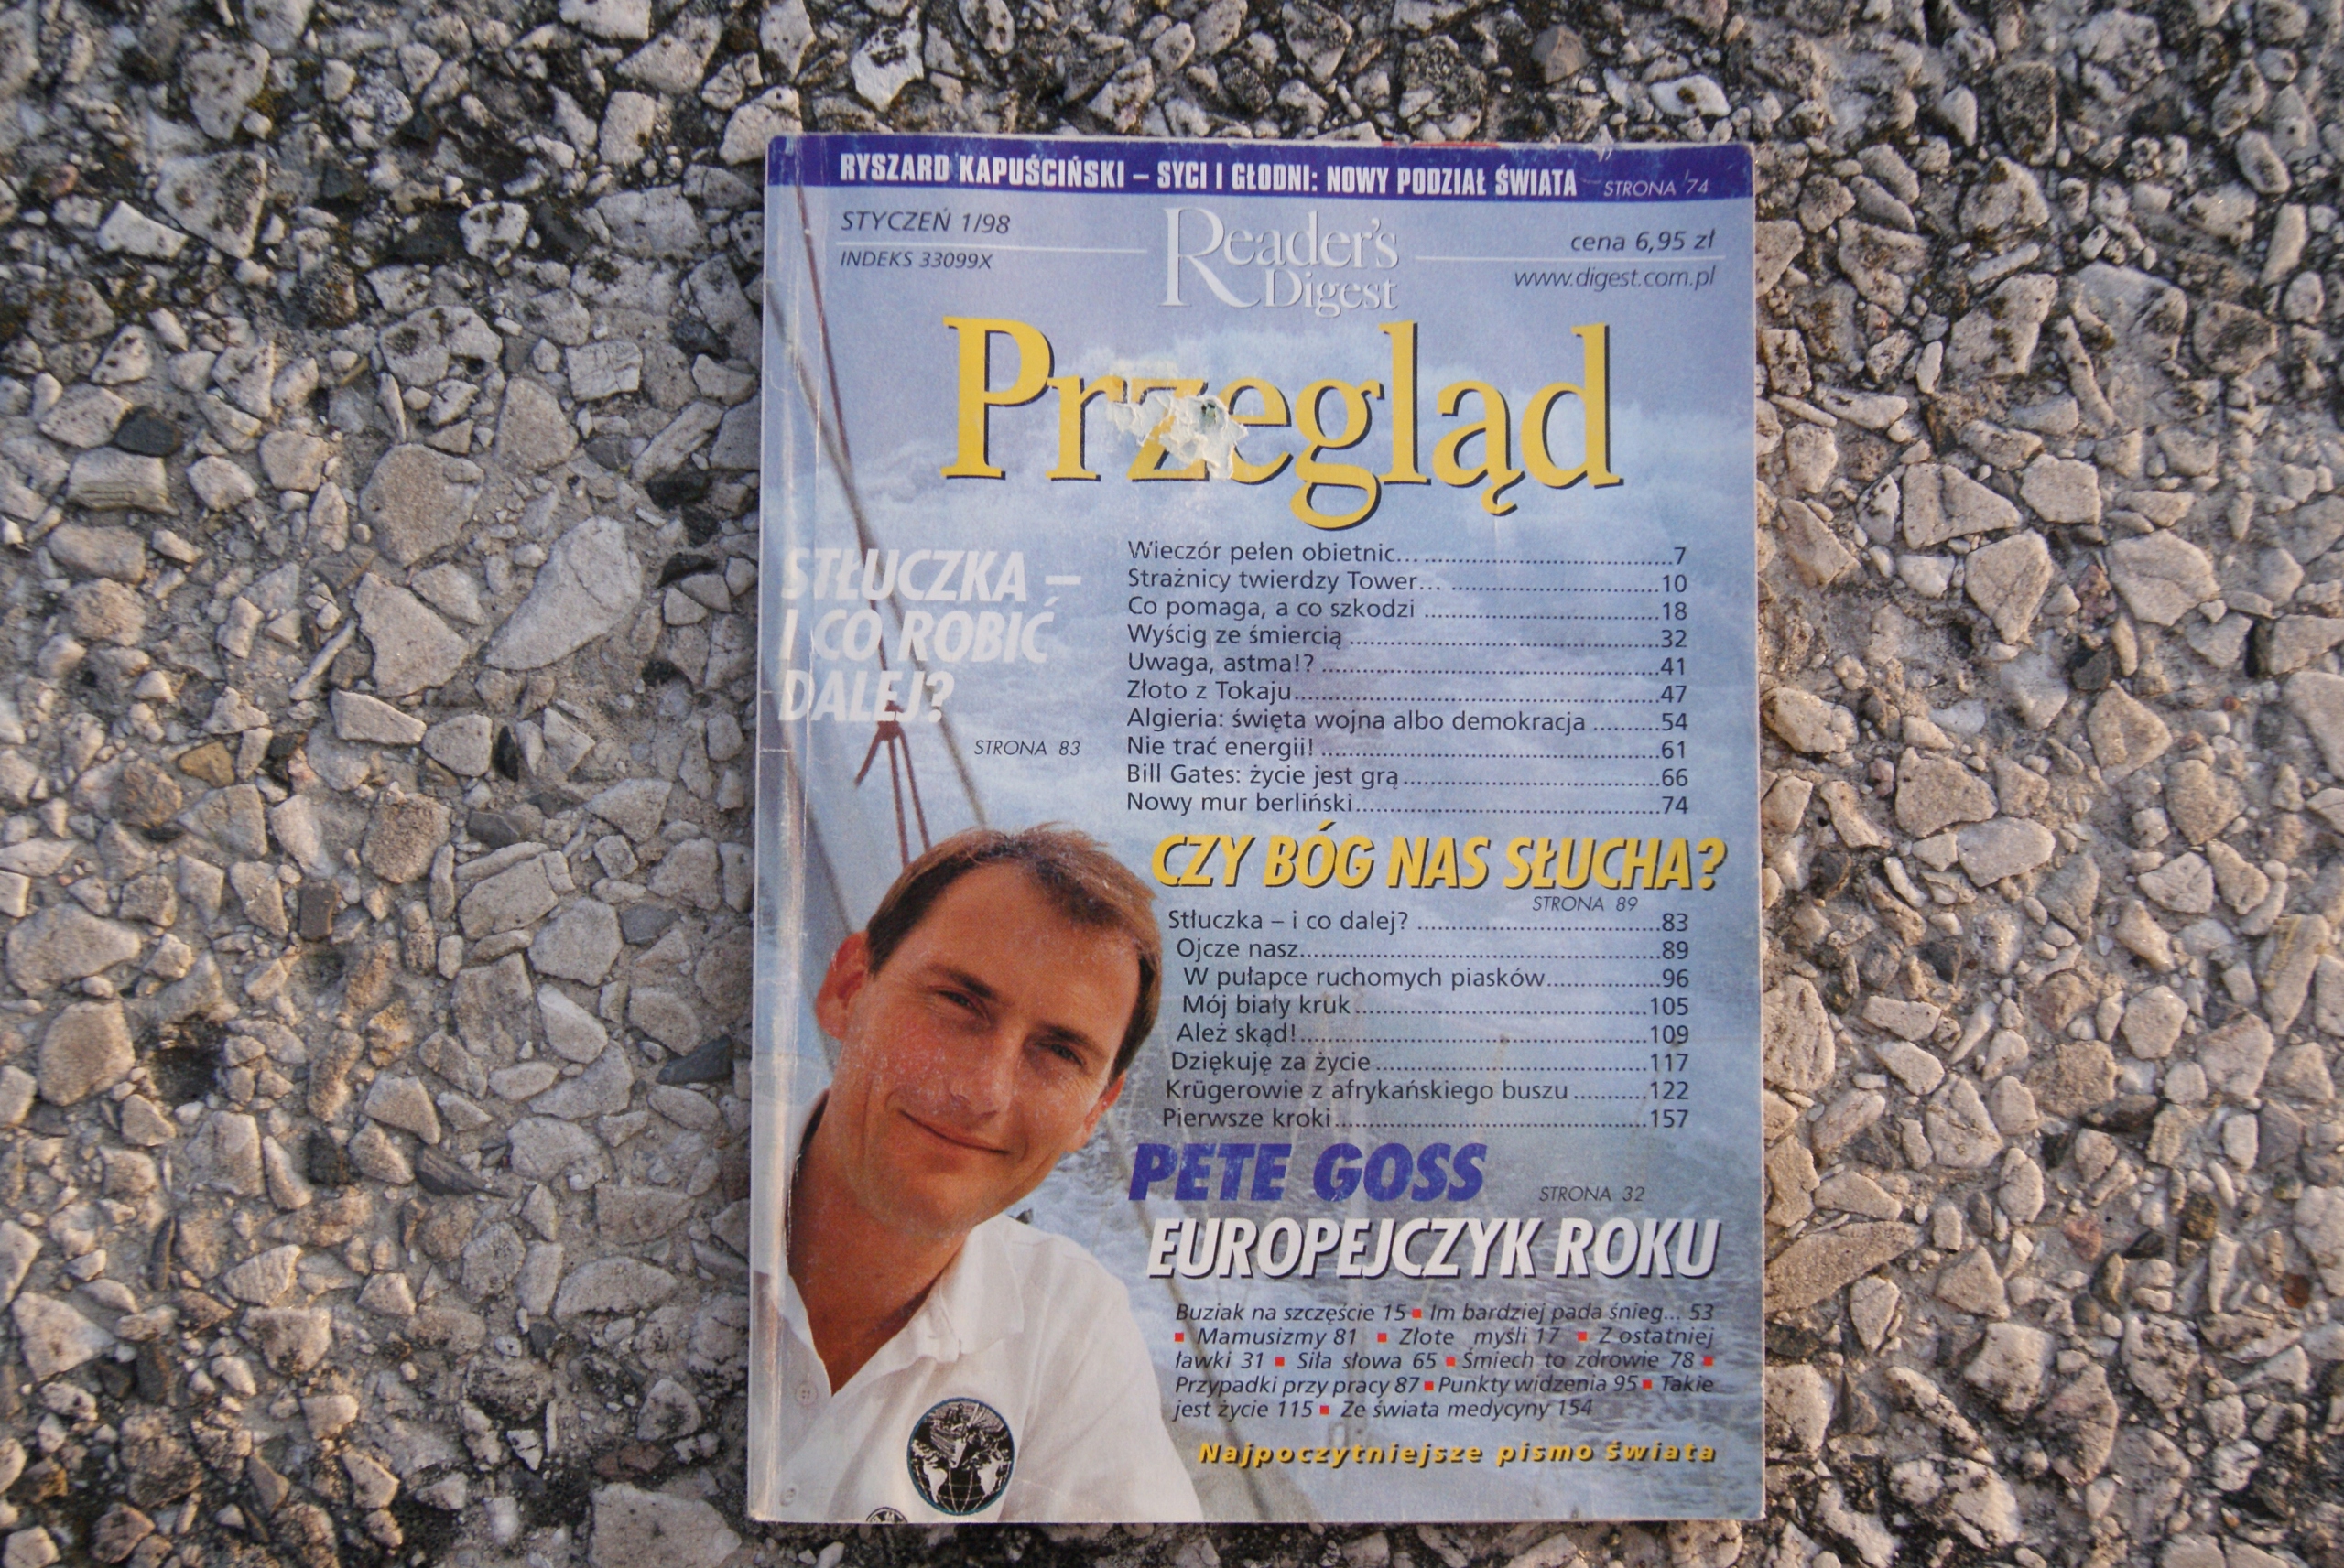 RYSZARD KAPUŚCIŃSKI – SYCI I GŁODNI: NOWY PODZIAŁ ŚWIATA STRONA 74
STYCZEŃ 1/98
INDEKS 33099X
Reader's
Digest
cena 6,95 zł
www.digest.com.pl
Przegląd
STŁUCZKA –
I CO ROBIĆ
DALEJ?
STRONA 83
Wieczór pełen obietnic... 7
Strażnicy twierdzy Tower... 10
Co pomaga, a co szkodzi 18
Wyścig ze śmiercią 32
Uwaga, astma!? 41
Złoto z Tokaju 47
Algieria: święta wojna albo demokracja 54
Nie trać energii! 61
Bill Gates: życie jest grą 66
Nowy mur berliński 74
CZY BÓG NAS SŁUCHA?
STRONA 89
Stłuczka – i co dalej? 83
Ojcze nasz 89
W pułapce ruchomych piasków 96
Mój biały kruk 105
Ależ skąd! 109
Dziękuję za życie 117
Krügerowie z afrykańskiego buszu 122
Pierwsze kroki 157
PETE GOSS STRONA 32
EUROPEJCZYK ROKU
Buziak na szczęście 15 ▪ Im bardziej pada śnieg... 53
▪ Mamusizmy 81 ▪ Złote myśli 17 ▪ Z ostatniej
ławki 31 ▪ Siła słowa 65 ▪ Śmiech to zdrowie 78 ▪
Przypadki przy pracy 87 ▪ Punkty widzenia 95 ▪ Takie
jest życie 115 ▪ Ze świata medycyny 154
Najpoczytniejsze pismo świata